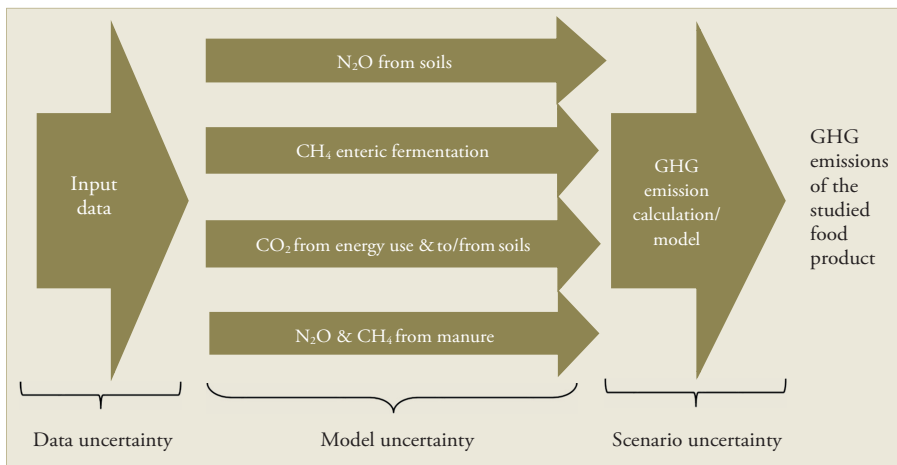 Input
data
N₂O from soils
CH₄ enteric fermentation
CO₂ from energy use & to/from soils
N₂O & CH₄ from manure
GHG
emission
calculation/
model
GHG
emissions
of the
studied
food
product
Data uncertainty
Model uncertainty
Scenario uncertainty